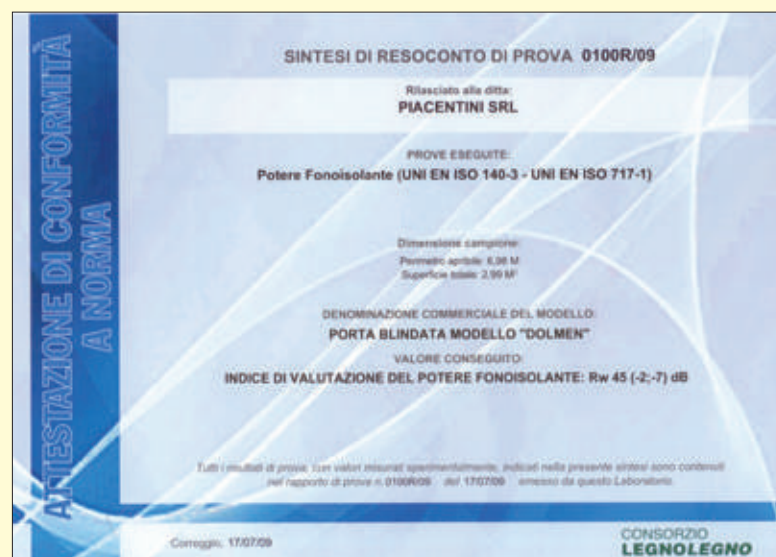 ATTESTAZIONE DI CONFORMITÀ
A NORMA
SINTESI DI RESOCONTO DI PROVA 0100R/09
Rilasciato alla ditta:
PIACENTINI SRL
PROVE ESEGUITE:
Potere Fonoisolante (UNI EN ISO 140-3 - UNI EN ISO 717-1)
Dimensione campione:
Perimetro apribile: 6,98 M
Superficie totale: 2,99 M²
DENOMINAZIONE COMMERCIALE DEL MODELLO:
PORTA BLINDATA MODELLO "DOLMEN"
VALORE CONSEGUITO:
INDICE DI VALUTAZIONE DEL POTERE FONOISOLANTE: Rw 45 (-2;-7) dB
Tutti i risultati di prova, con valori misurati sperimentalmente, indicati nella presente sintesi sono contenuti
nel rapporto di prova n. 0100R/09 del 17/07/09 emesso da questo Laboratorio.
Correggio, 17/07/09
CONSORZIO
LEGNOLEGNO